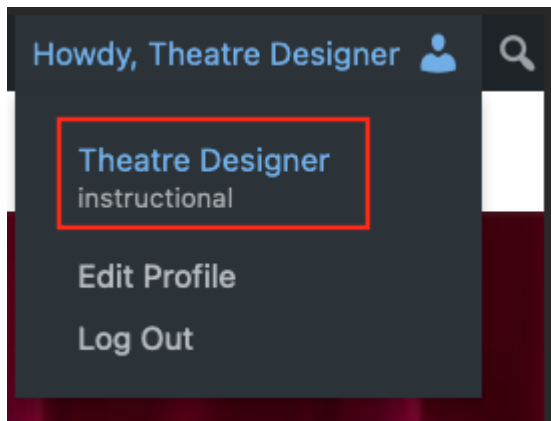 Howdy, Theatre Designer
Theatre Designer
instructional
Edit Profile
Log Out